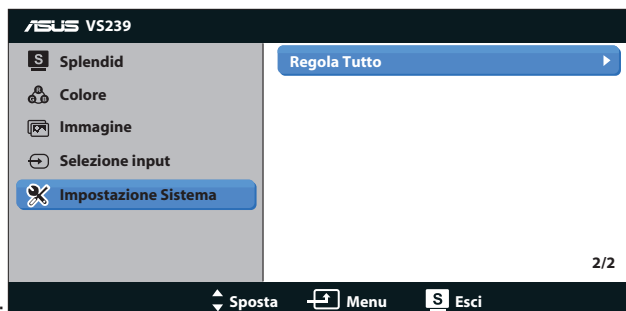 ASUS VS239
S Splendid
Regola Tutto
R G B Colore
Immagine
Selezione input
Impostazione Sistema
2/2
. Sposta Menu S Esci